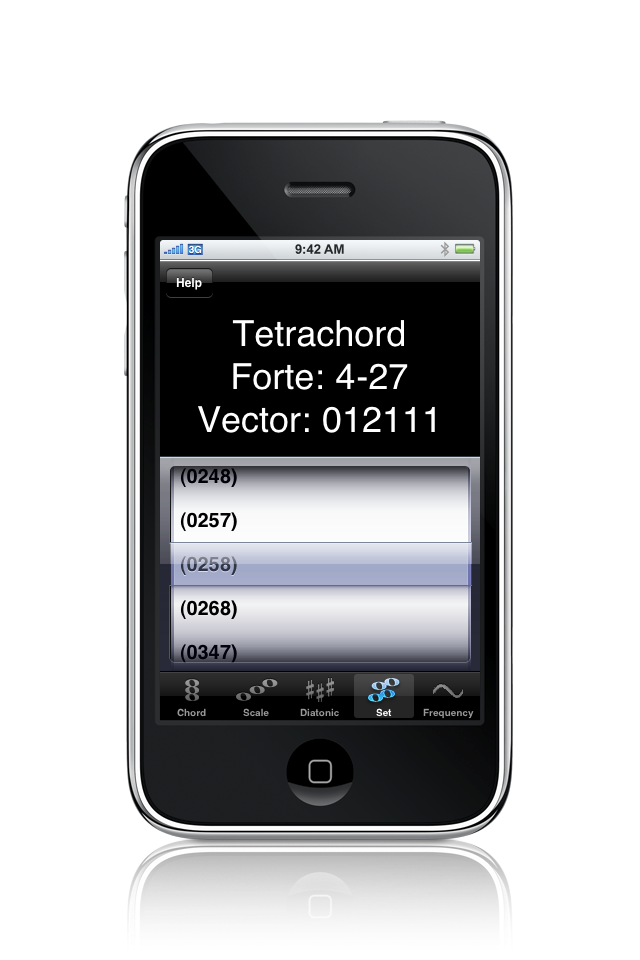 3G 9:42 AM
Help
Tetrachord
Forte: 4-27
Vector: 012111
(0248)
(0257)
(0258)
(0268)
(0347)
Chord Scale Diatonic Set Frequency